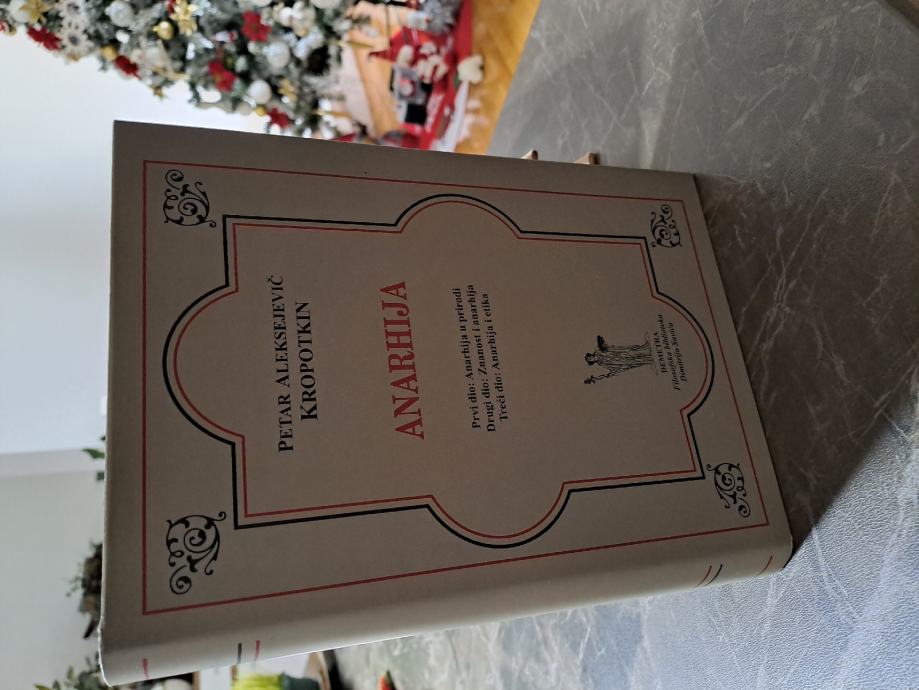 PETAR ALEKSEJEVIČ
KROPOTKIN
ANARHIJA
Prvi dio: Anarhija u prirodi
Drugi dio: Znanost i anarhija
Treći dio: Anarhija i etika
DEMETRA
Filosofska biblioteka
Dimitrija Savića